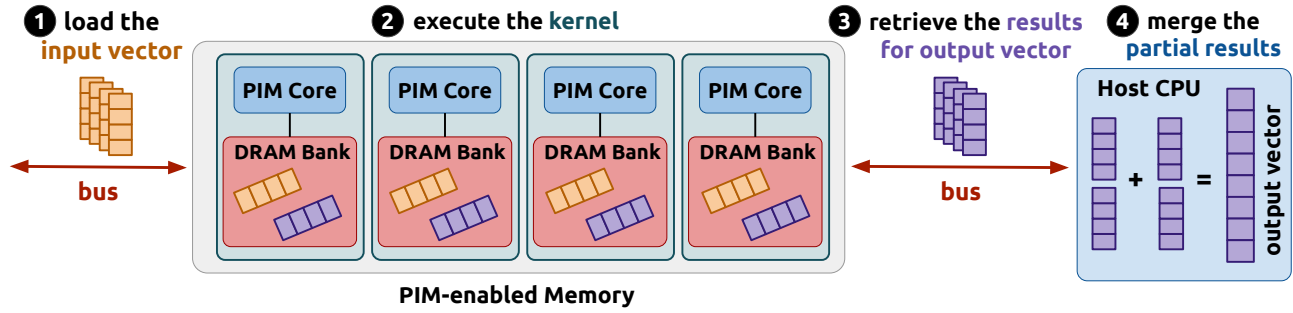 1 load the
input vector
bus
2 execute the kernel
PIM Core
PIM Core
PIM Core
PIM Core
DRAM Bank
DRAM Bank
DRAM Bank
DRAM Bank
PIM-enabled Memory
3 retrieve the results
for output vector
bus
4 merge the
partial results
Host CPU
+
=
output vector